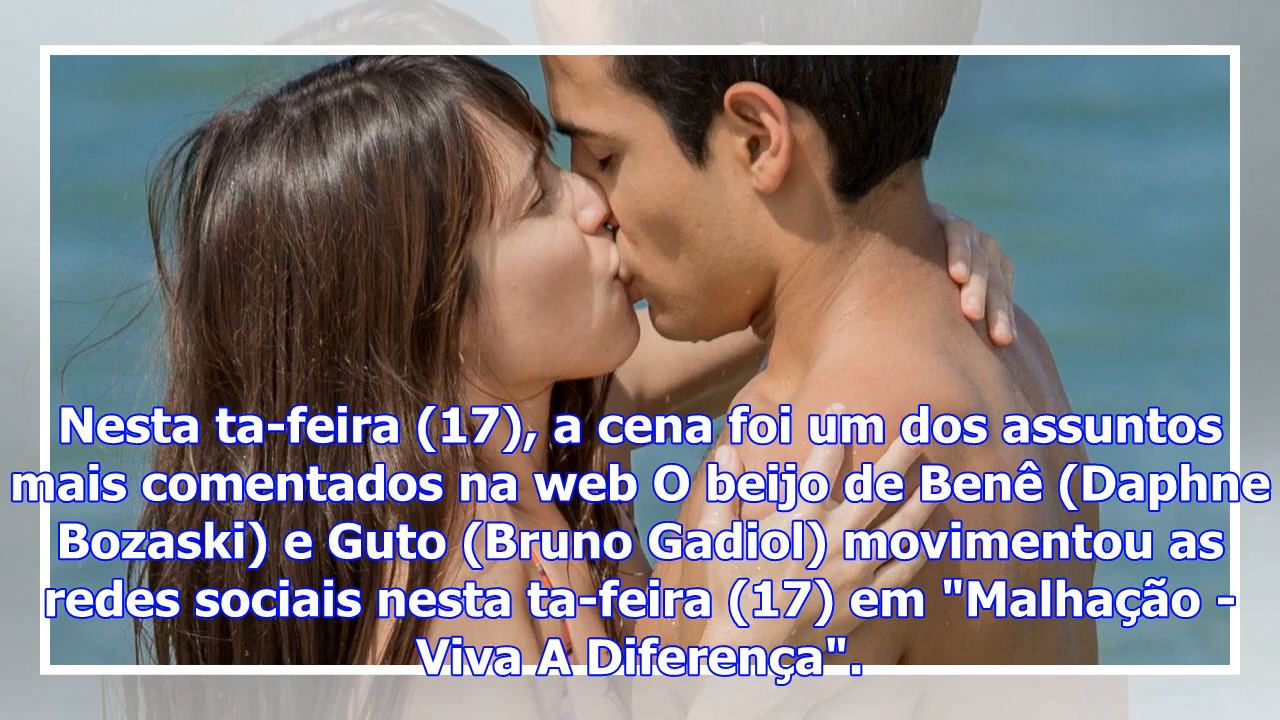 Nesta ta-feira (17), a cena foi um dos assuntos
mais comentados na web O beijo de Benê (Daphne
Bozaski) e Guto (Bruno Gadiol) movimentou as
redes sociais nesta ta-feira (17) em "Malhação -
Viva A Diferença".